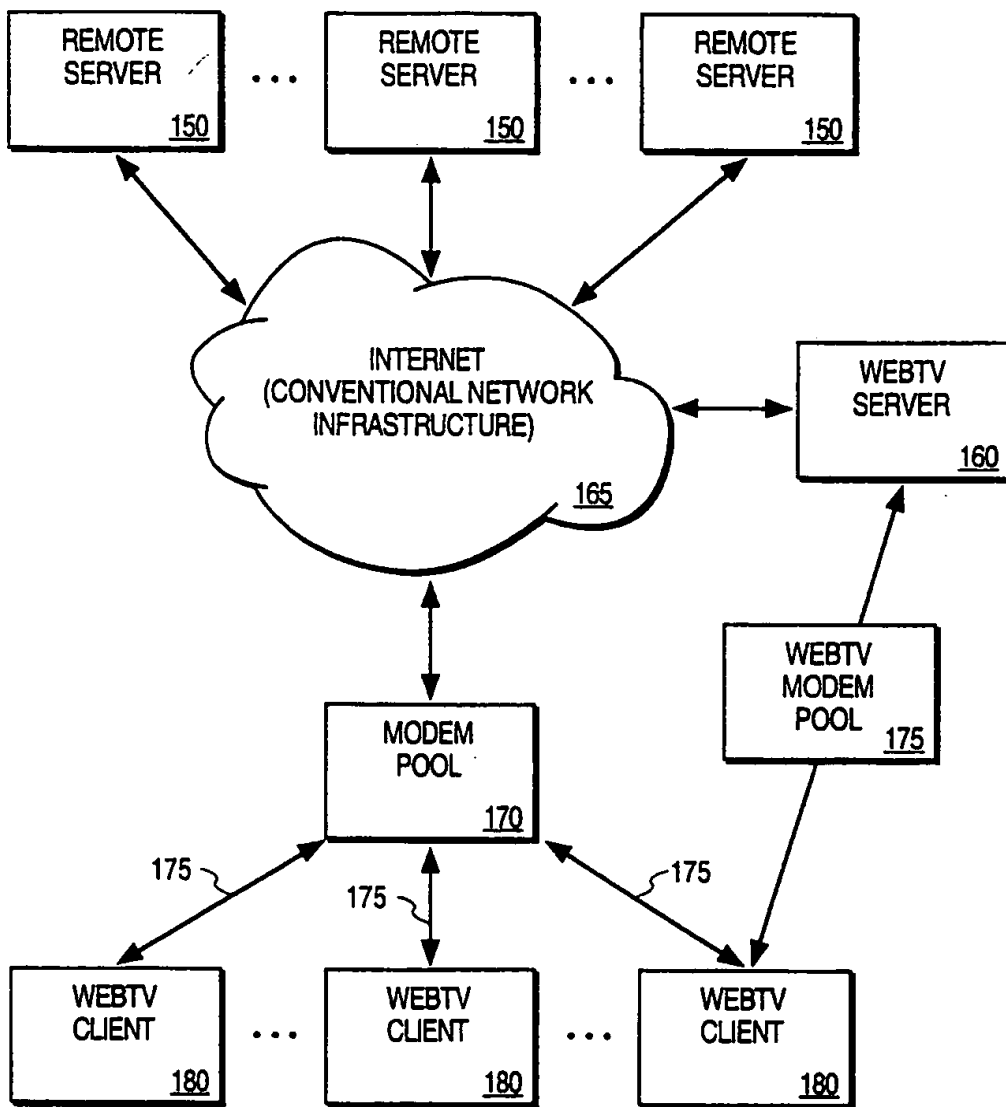 REMOTE
SERVER
150
...
REMOTE
SERVER
150
...
REMOTE
SERVER
150
INTERNET
(CONVENTIONAL NETWORK
INFRASTRUCTURE)
165
WEBTV
SERVER
160
WEBTV
MODEM
POOL
175
MODEM
POOL
170
175
175
175
WEBTV
CLIENT
180
...
WEBTV
CLIENT
180
...
WEBTV
CLIENT
180